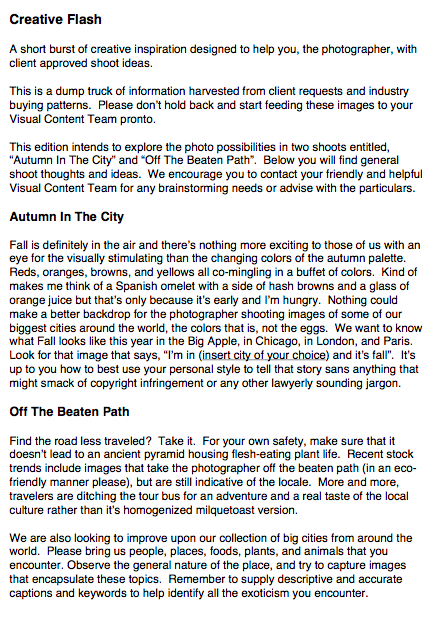 Creative Flash
A short burst of creative inspiration designed to help you, the photographer, with
client approved shoot ideas.
This is a dump truck of information harvested from client requests and industry
buying patterns.  Please don't hold back and start feeding these images to your
Visual Content Team pronto.
This edition intends to explore the photo possibilities in two shoots entitled,
"Autumn In The City" and "Off The Beaten Path".  Below you will find general
shoot thoughts and ideas.  We encourage you to contact your friendly and helpful
Visual Content Team for any brainstorming needs or advise with the particulars.
Autumn In The City
Fall is definitely in the air and there's nothing more exciting to those of us with an
eye for the visually stimulating than the changing colors of the autumn palette.
Reds, oranges, browns, and yellows all co-mingling in a buffet of colors.  Kind of
makes me think of a Spanish omelet with a side of hash browns and a glass of
orange juice but that's only because it's early and I'm hungry.  Nothing could
make a better backdrop for the photographer shooting images of some of our
biggest cities around the world, the colors that is, not the eggs.  We want to know
what Fall looks like this year in the Big Apple, in Chicago, in London, and Paris.
Look for that image that says, "I'm in (insert city of your choice) and it's fall".  It's
up to you how to best use your personal style to tell that story sans anything that
might smack of copyright infringement or any other lawyerly sounding jargon.
Off The Beaten Path
Find the road less traveled?  Take it.  For your own safety, make sure that it
doesn't lead to an ancient pyramid housing flesh-eating plant life.  Recent stock
trends include images that take the photographer off the beaten path (in an eco-
friendly manner please), but are still indicative of the locale.  More and more,
travelers are ditching the tour bus for an adventure and a real taste of the local
culture rather than it's homogenized milquetoast version.
We are also looking to improve upon our collection of big cities from around the
world.  Please bring us people, places, foods, plants, and animals that you
encounter. Observe the general nature of the place, and try to capture images
that encapsulate these topics.  Remember to supply descriptive and accurate
captions and keywords to help identify all the exoticism you encounter.